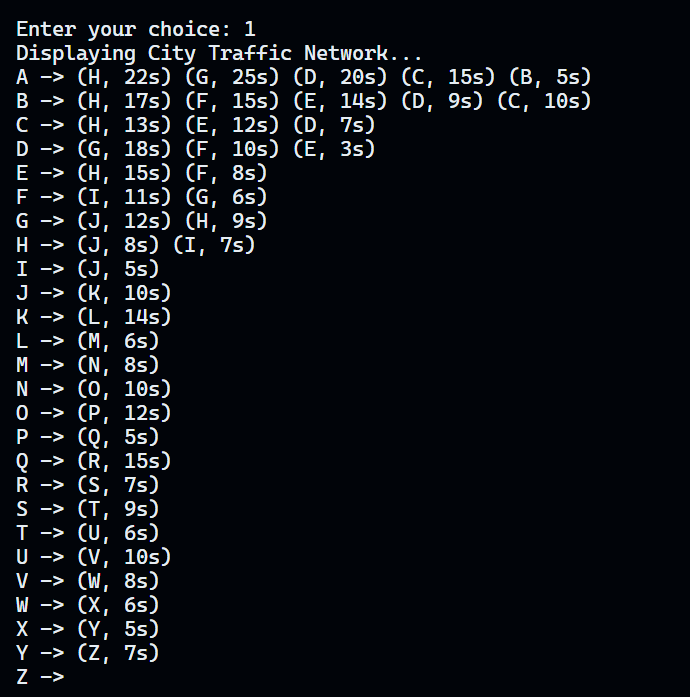 Enter your choice: 1
Displaying City Traffic Network...
A -> (H, 22s) (G, 25s) (D, 20s) (C, 15s) (B, 5s)
B -> (H, 17s) (F, 15s) (E, 14s) (D, 9s) (C, 10s)
C -> (H, 13s) (E, 12s) (D, 7s)
D -> (G, 18s) (F, 10s) (E, 3s)
E -> (H, 15s) (F, 8s)
F -> (I, 11s) (G, 6s)
G -> (J, 12s) (H, 9s)
H -> (J, 8s) (I, 7s)
I -> (J, 5s)
J -> (K, 10s)
K -> (L, 14s)
L -> (M, 6s)
M -> (N, 8s)
N -> (O, 10s)
O -> (P, 12s)
P -> (Q, 5s)
Q -> (R, 15s)
R -> (S, 7s)
S -> (T, 9s)
T -> (U, 6s)
U -> (V, 10s)
V -> (W, 8s)
W -> (X, 6s)
X -> (Y, 5s)
Y -> (Z, 7s)
Z ->